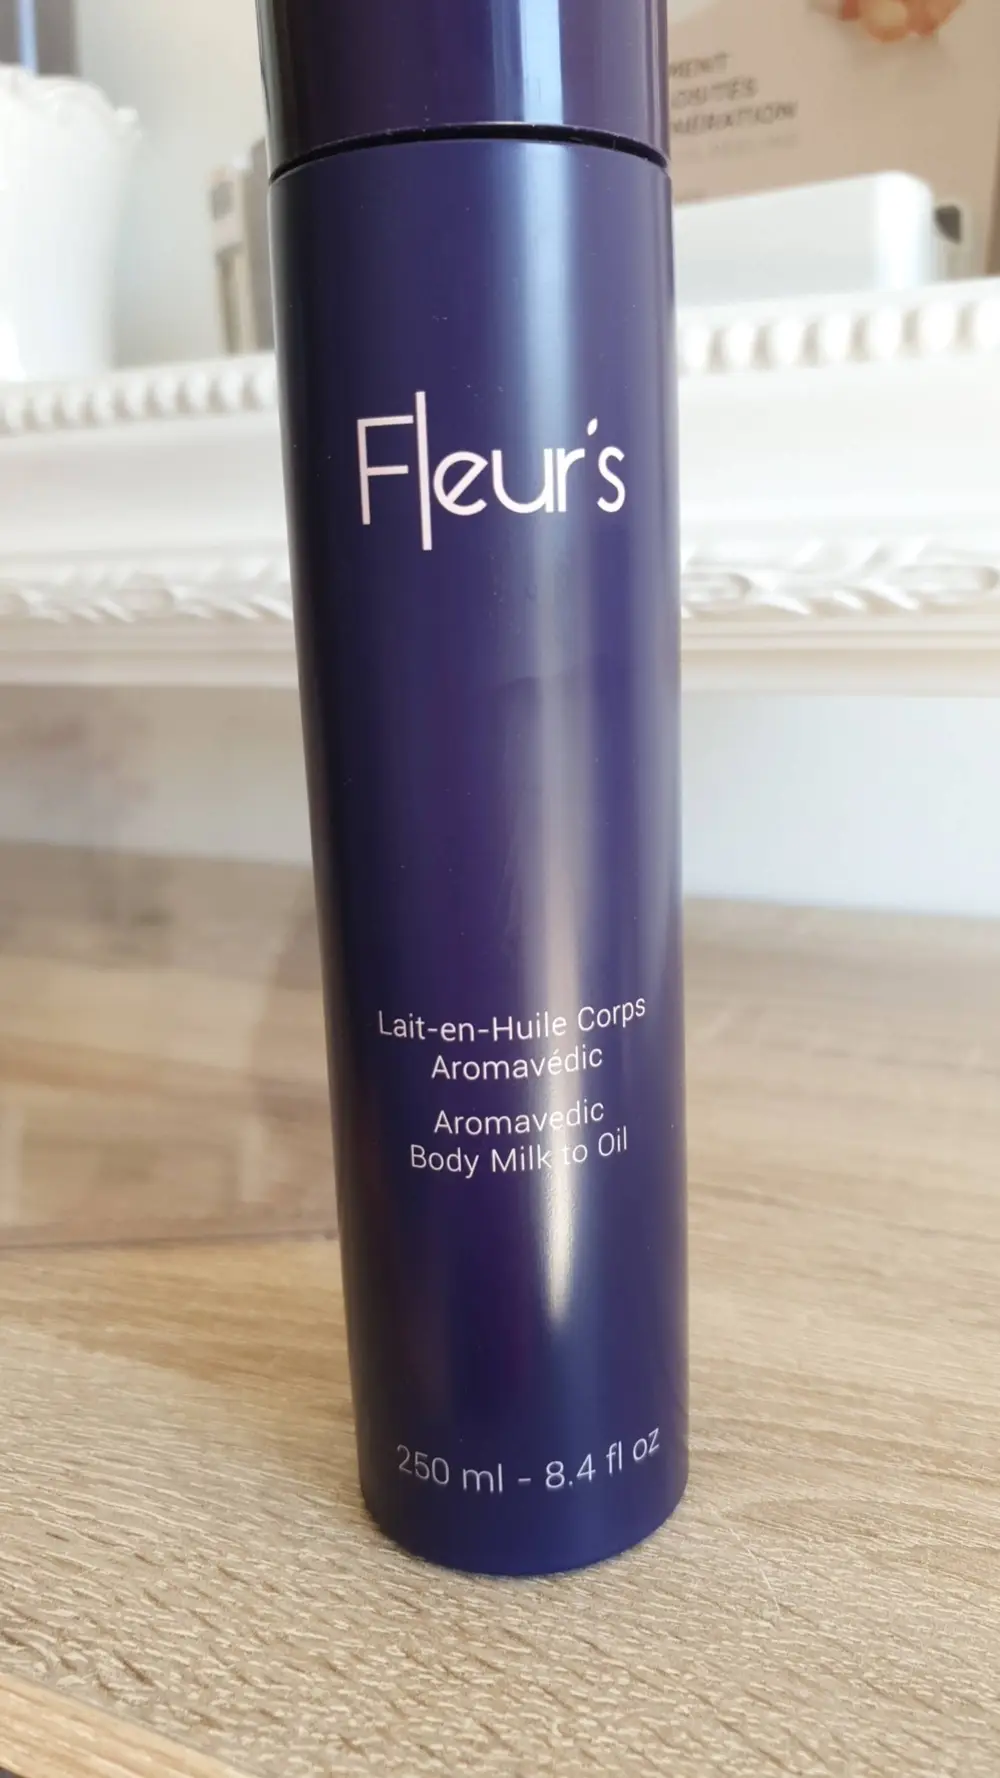 Fleur's
Lait-en-Huile Corps
Aromavédic
Aromavedic
Body Milk to Oil
250 ml - 8.4 fl oz